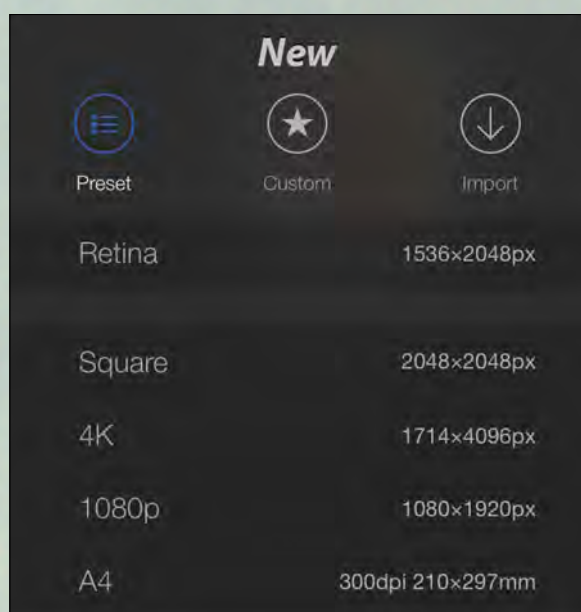 New
Preset Custom Import
Retina 1536×2048px
Square 2048×2048px
4K 1714×4096px
1080p 1080×1920px
A4 300dpi 210×297mm